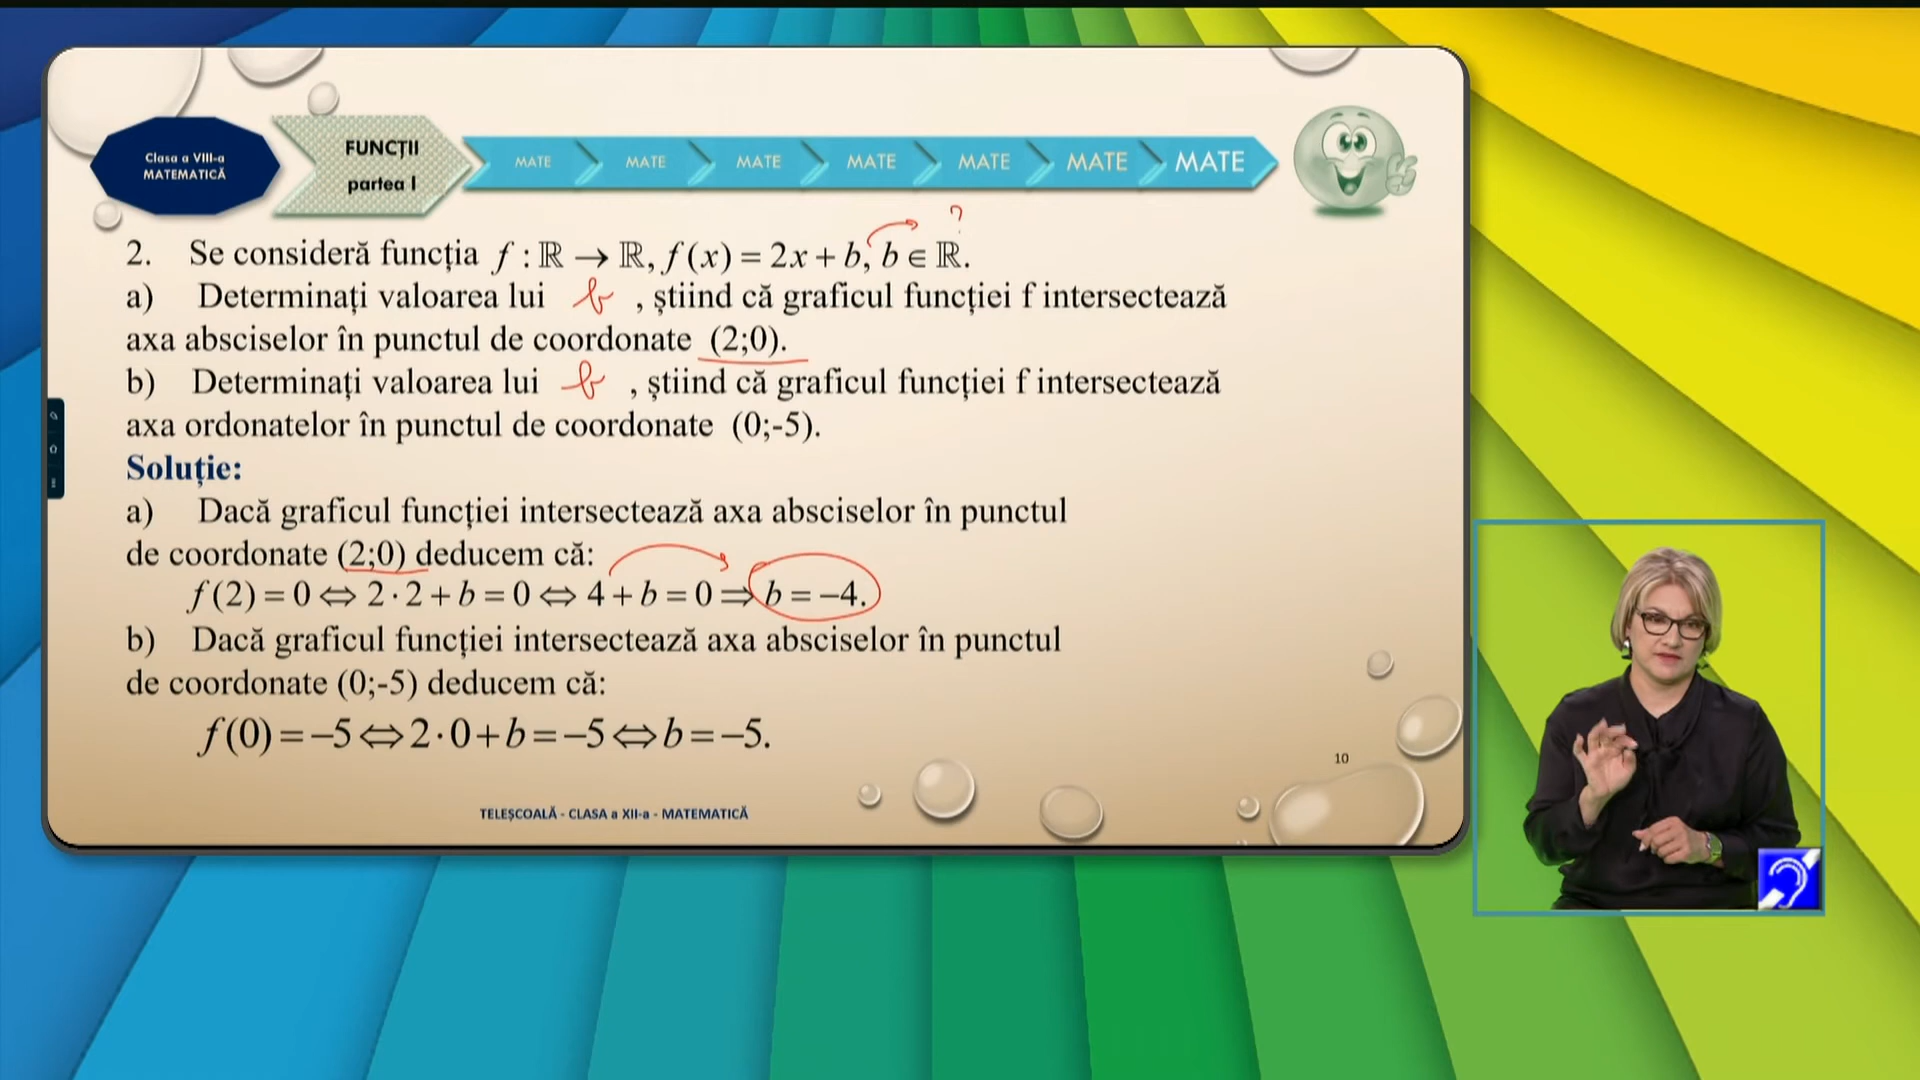 Clasa a VIII-a
MATEMATICĂ
FUNCȚII
partea I
MATE MATE MATE MATE MATE MATE MATE
?
2. Se consideră funcția f : ℝ → ℝ, f(x) = 2x + b, b ∈ ℝ.
a) Determinați valoarea lui b , știind că graficul funcției f intersectează
axa absciselor în punctul de coordonate (2;0).
b) Determinați valoarea lui b , știind că graficul funcției f intersectează
axa ordonatelor în punctul de coordonate (0;-5).
Soluție:
a) Dacă graficul funcției intersectează axa absciselor în punctul
de coordonate (2;0) deducem că:
f(2) = 0 ⇔ 2·2 + b = 0 ⇔ 4 + b = 0 ⇒ b = −4.
b) Dacă graficul funcției intersectează axa absciselor în punctul
de coordonate (0;-5) deducem că:
f(0) = −5 ⇔ 2·0 + b = −5 ⇔ b = −5.
10
TELEȘCOALĂ - CLASA a XII-a - MATEMATICĂ